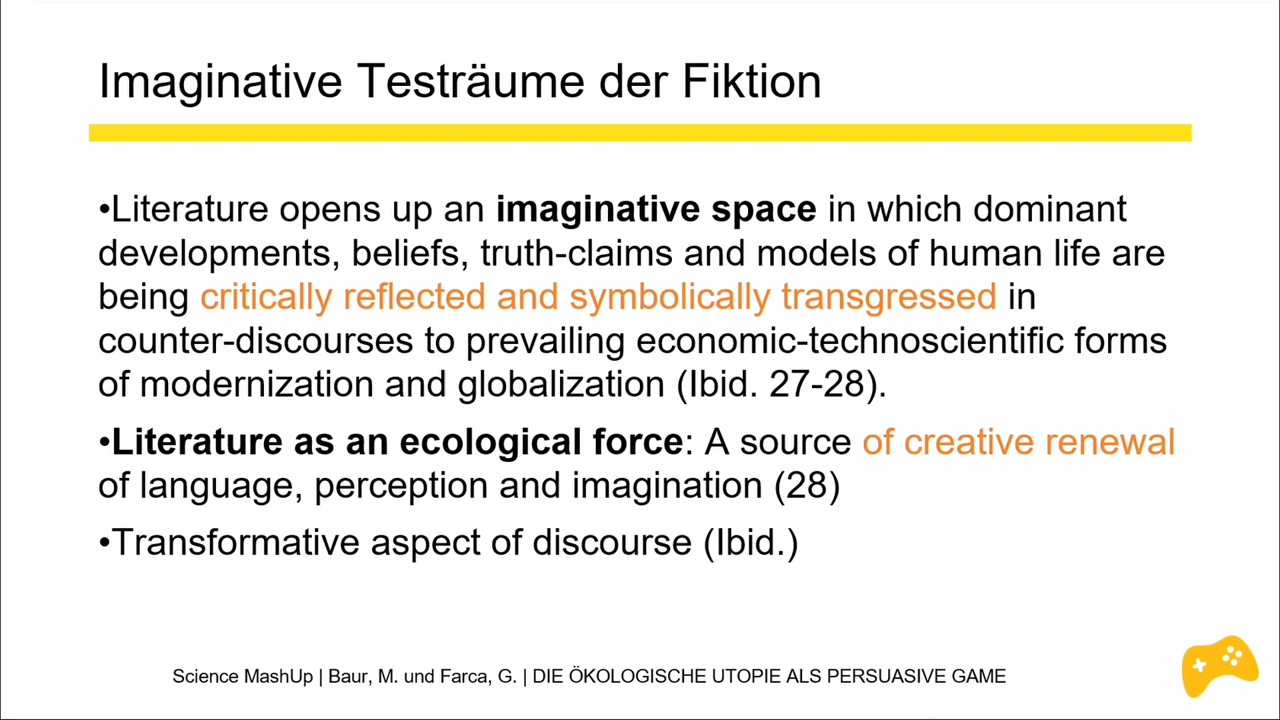 Imaginative Testräume der Fiktion
•Literature opens up an imaginative space in which dominant
developments, beliefs, truth-claims and models of human life are
being critically reflected and symbolically transgressed in
counter-discourses to prevailing economic-technoscientific forms
of modernization and globalization (Ibid. 27-28).
•Literature as an ecological force: A source of creative renewal
of language, perception and imagination (28)
•Transformative aspect of discourse (Ibid.)
Science MashUp | Baur, M. und Farca, G. | DIE ÖKOLOGISCHE UTOPIE ALS PERSUASIVE GAME